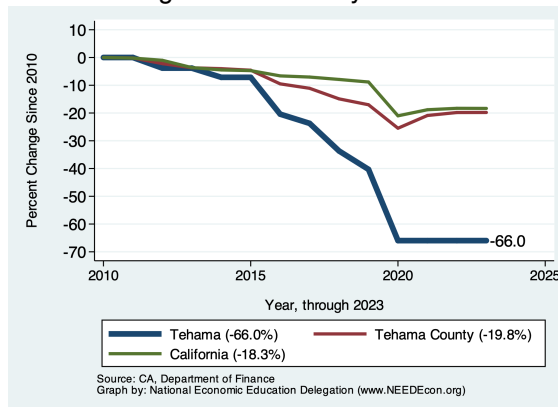 Percent Change Since 2010
10
0
-10
-20
-30
-40
-50
-60
-70
-66.0
2010 2015 2020 2025
Year, through 2023
Tehama (-66.0%) Tehama County (-19.8%)
California (-18.3%)
Source: CA, Department of Finance
Graph by: National Economic Education Delegation (www.NEEDEcon.org)